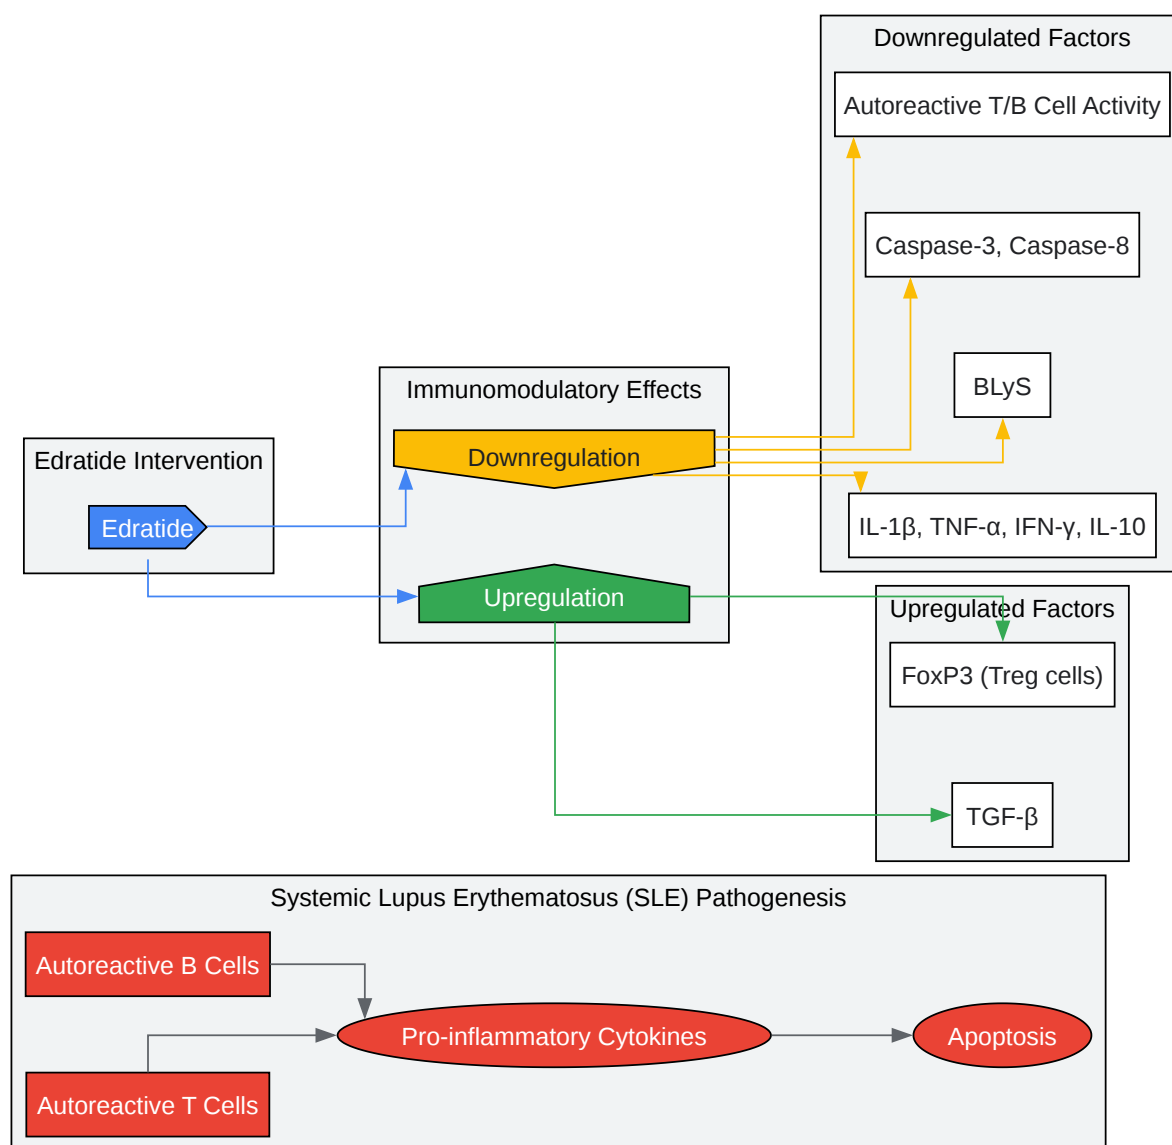 Downregulated Factors
Autoreactive T/B Cell Activity
Caspase-3, Caspase-8
BLyS
IL-1β, TNF-α, IFN-γ, IL-10
Immunomodulatory Effects
Downregulation
Upregulation
Edratide Intervention
Edratide
Upregulated Factors
FoxP3 (Treg cells)
TGF-β
Systemic Lupus Erythematosus (SLE) Pathogenesis
Autoreactive B Cells
Pro-inflammatory Cytokines
Apoptosis
Autoreactive T Cells